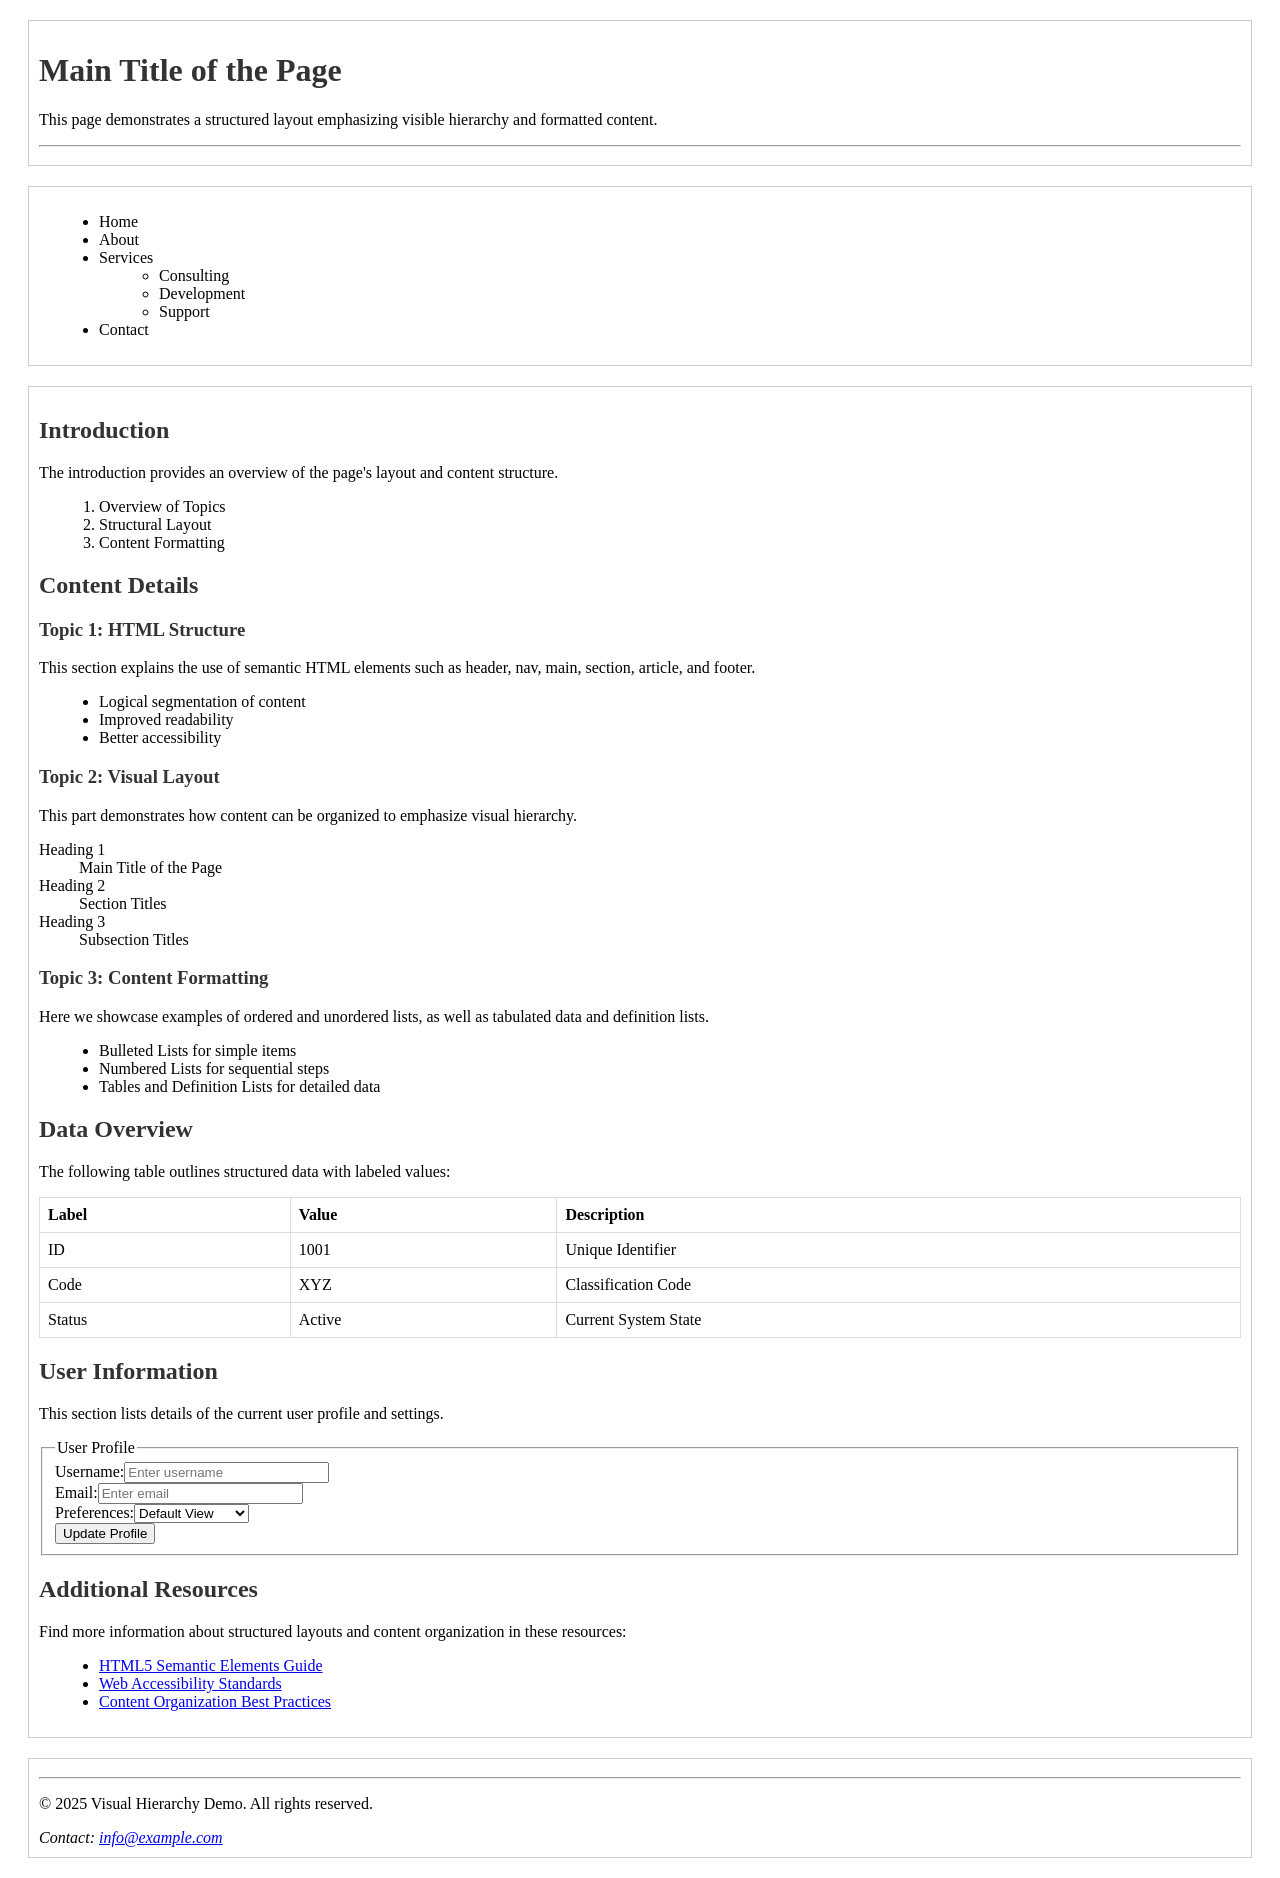 Main Title of the Page
This page demonstrates a structured layout emphasizing visible hierarchy and formatted content.
• Home
• About
• Services
◦ Consulting
◦ Development
◦ Support
• Contact
Introduction
The introduction provides an overview of the page's layout and content structure.
1. Overview of Topics
2. Structural Layout
3. Content Formatting
Content Details
Topic 1: HTML Structure
This section explains the use of semantic HTML elements such as header, nav, main, section, article, and footer.
• Logical segmentation of content
• Improved readability
• Better accessibility
Topic 2: Visual Layout
This part demonstrates how content can be organized to emphasize visual hierarchy.
Heading 1
Main Title of the Page
Heading 2
Section Titles
Heading 3
Subsection Titles
Topic 3: Content Formatting
Here we showcase examples of ordered and unordered lists, as well as tabulated data and definition lists.
• Bulleted Lists for simple items
• Numbered Lists for sequential steps
• Tables and Definition Lists for detailed data
Data Overview
The following table outlines structured data with labeled values:
Label Value Description
ID 1001 Unique Identifier
Code XYZ Classification Code
Status Active Current System State
User Information
This section lists details of the current user profile and settings.
User Profile
Username: Enter username
Email: Enter email
Preferences: Default View
Update Profile
Additional Resources
Find more information about structured layouts and content organization in these resources:
• HTML5 Semantic Elements Guide
• Web Accessibility Standards
• Content Organization Best Practices
© 2025 Visual Hierarchy Demo. All rights reserved.
Contact: info@example.com